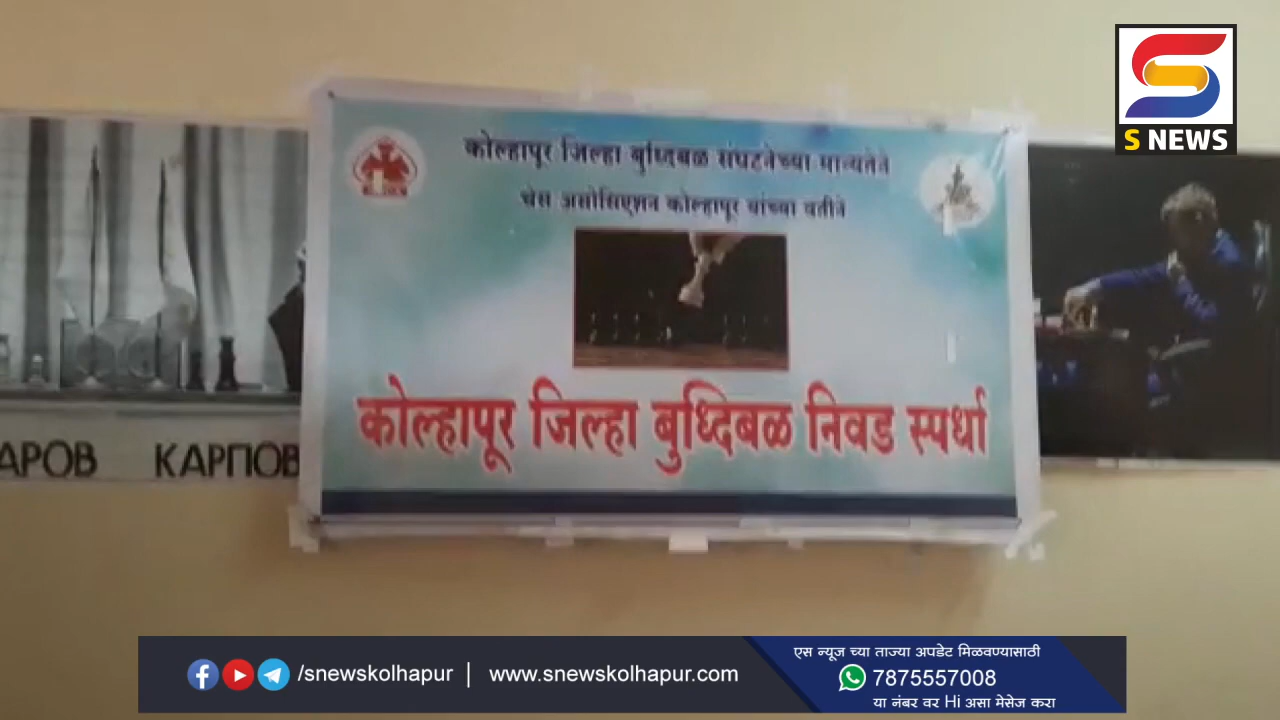 S NEWS
कोल्हापूर जिल्हा बुध्दिबळ संघटनेच्या मान्यतेने
चेस असोसिएशन कोल्हापूर यांच्या वतीने
कोल्हापूर जिल्हा बुध्दिबळ निवड स्पर्धा
АРОВ КАРПОВ
एस न्यूज च्या ताज्या अपडेट मिळवण्यासाठी
/snewskolhapur | www.snewskolhapur.com
7875557008
या नंबर वर Hi असा मेसेज करा